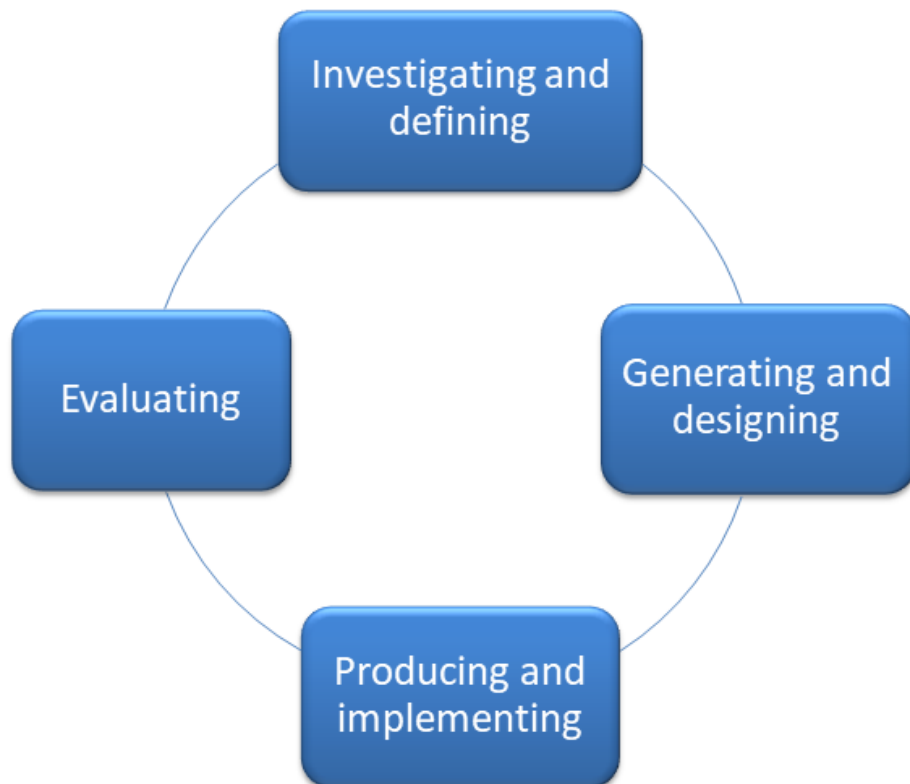 Investigating and
defining
Generating and
designing
Producing and
implementing
Evaluating